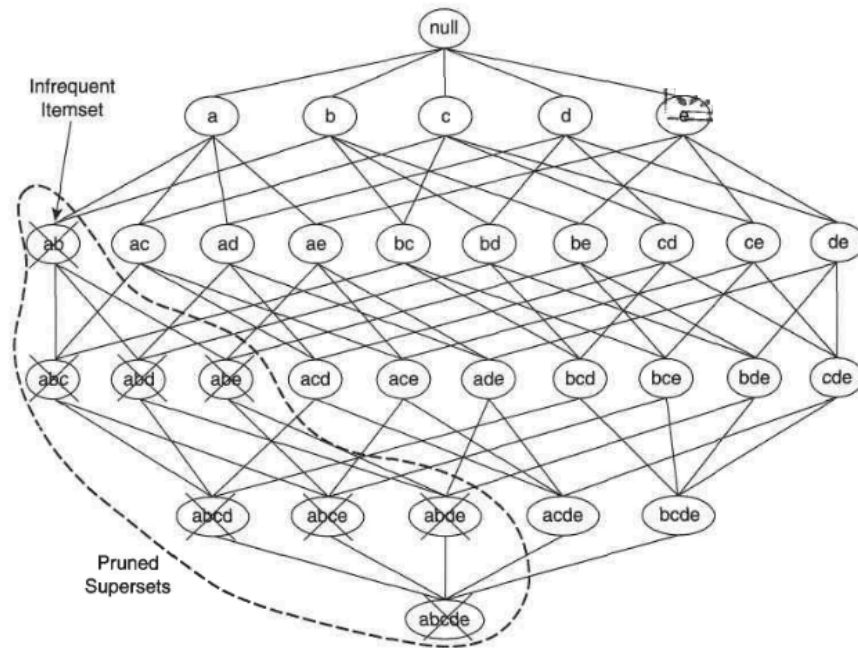 null
Infrequent
Itemset
a b c d e
ab ac ad ae bc bd be cd ce de
abc abd abe acd ace ade bcd bce bde cde
abcd abce abde acde bcde
Pruned
Supersets
abcde